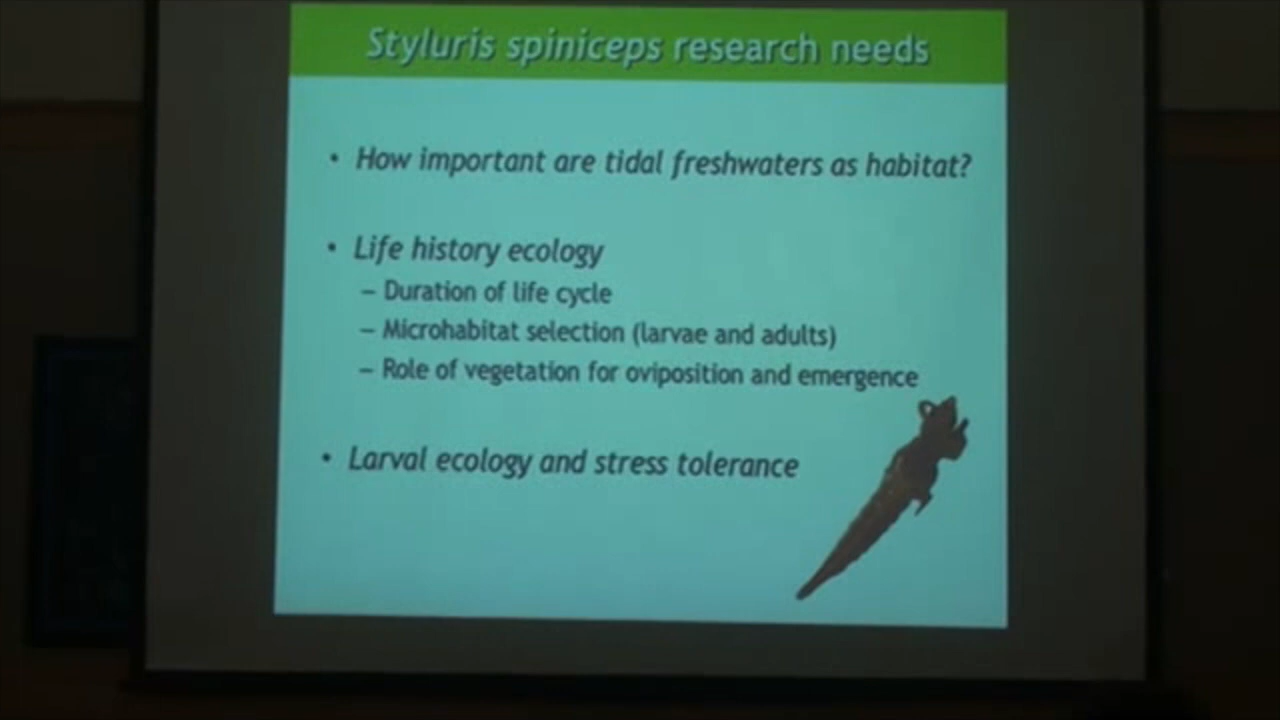 Styluris spiniceps research needs
• How important are tidal freshwaters as habitat?
• Life history ecology
– Duration of life cycle
– Microhabitat selection (larvae and adults)
– Role of vegetation for oviposition and emergence
• Larval ecology and stress tolerance